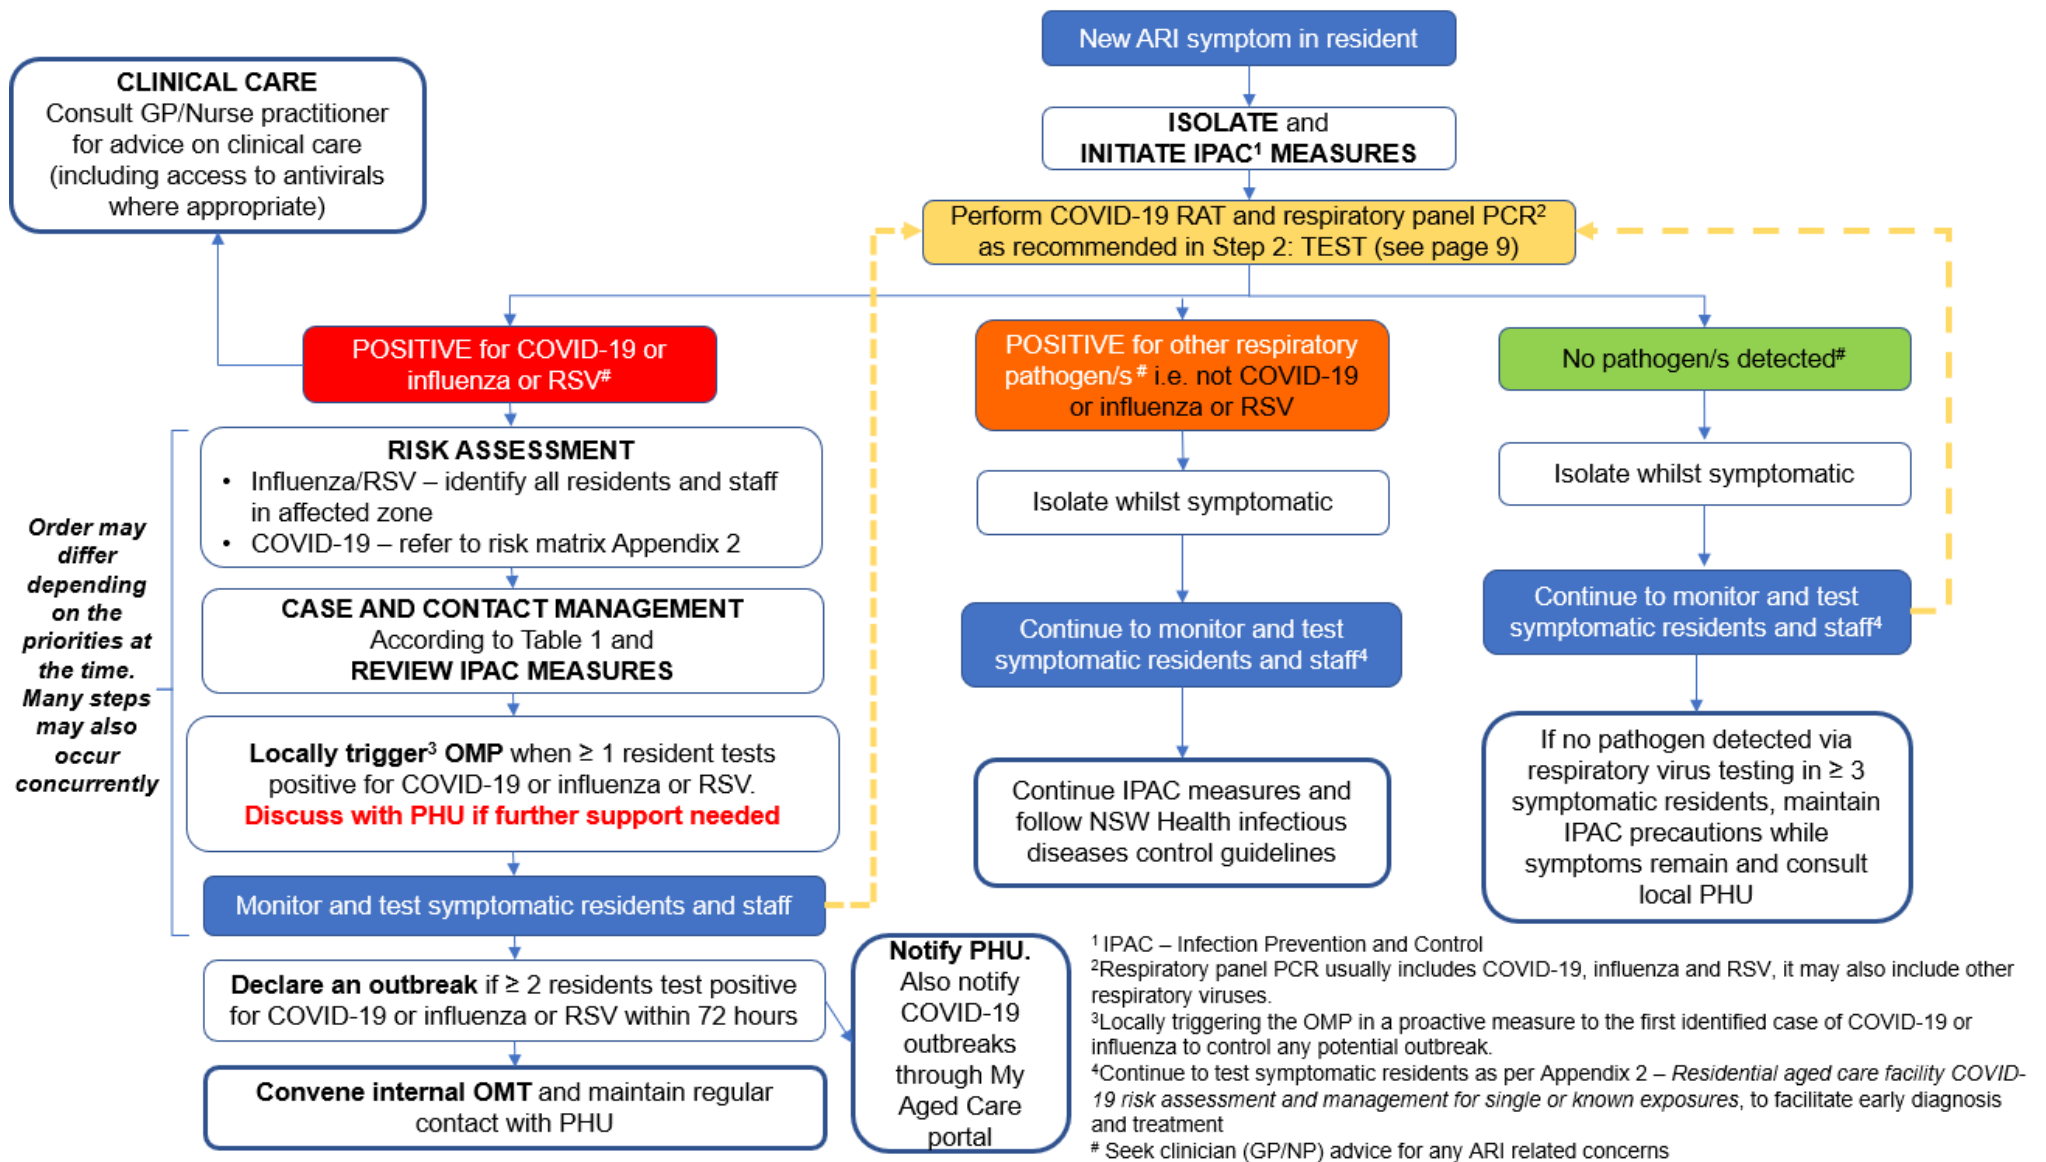 New ARI symptom in resident
ISOLATE and
INITIATE IPAC¹ MEASURES
Perform COVID-19 RAT and respiratory panel PCR²
as recommended in Step 2: TEST (see page 9)
CLINICAL CARE
Consult GP/Nurse practitioner
for advice on clinical care
(including access to antivirals
where appropriate)
POSITIVE for COVID-19 or
influenza or RSV#
RISK ASSESSMENT
• Influenza/RSV – identify all residents and staff
in affected zone
• COVID-19 – refer to risk matrix Appendix 2
CASE AND CONTACT MANAGEMENT
According to Table 1 and
REVIEW IPAC MEASURES
Locally trigger³ OMP when ≥ 1 resident tests
positive for COVID-19 or influenza or RSV.
Discuss with PHU if further support needed
Monitor and test symptomatic residents and staff
Order may
differ
depending
on the
priorities at
the time.
Many steps
may also
occur
concurrently
Declare an outbreak if ≥ 2 residents test positive
for COVID-19 or influenza or RSV within 72 hours
Convene internal OMT and maintain regular
contact with PHU
Notify PHU.
Also notify
COVID-19
outbreaks
through My
Aged Care
portal
POSITIVE for other respiratory
pathogen/s # i.e. not COVID-19
or influenza or RSV
Isolate whilst symptomatic
Continue to monitor and test
symptomatic residents and staff⁴
Continue IPAC measures and
follow NSW Health infectious
diseases control guidelines
No pathogen/s detected#
Isolate whilst symptomatic
Continue to monitor and test
symptomatic residents and staff⁴
If no pathogen detected via
respiratory virus testing in ≥ 3
symptomatic residents, maintain
IPAC precautions while
symptoms remain and consult
local PHU
¹ IPAC – Infection Prevention and Control
²Respiratory panel PCR usually includes COVID-19, influenza and RSV, it may also include other
respiratory viruses.
³Locally triggering the OMP in a proactive measure to the first identified case of COVID-19 or
influenza to control any potential outbreak.
⁴Continue to test symptomatic residents as per Appendix 2 – Residential aged care facility COVID-
19 risk assessment and management for single or known exposures, to facilitate early diagnosis
and treatment
# Seek clinician (GP/NP) advice for any ARI related concerns